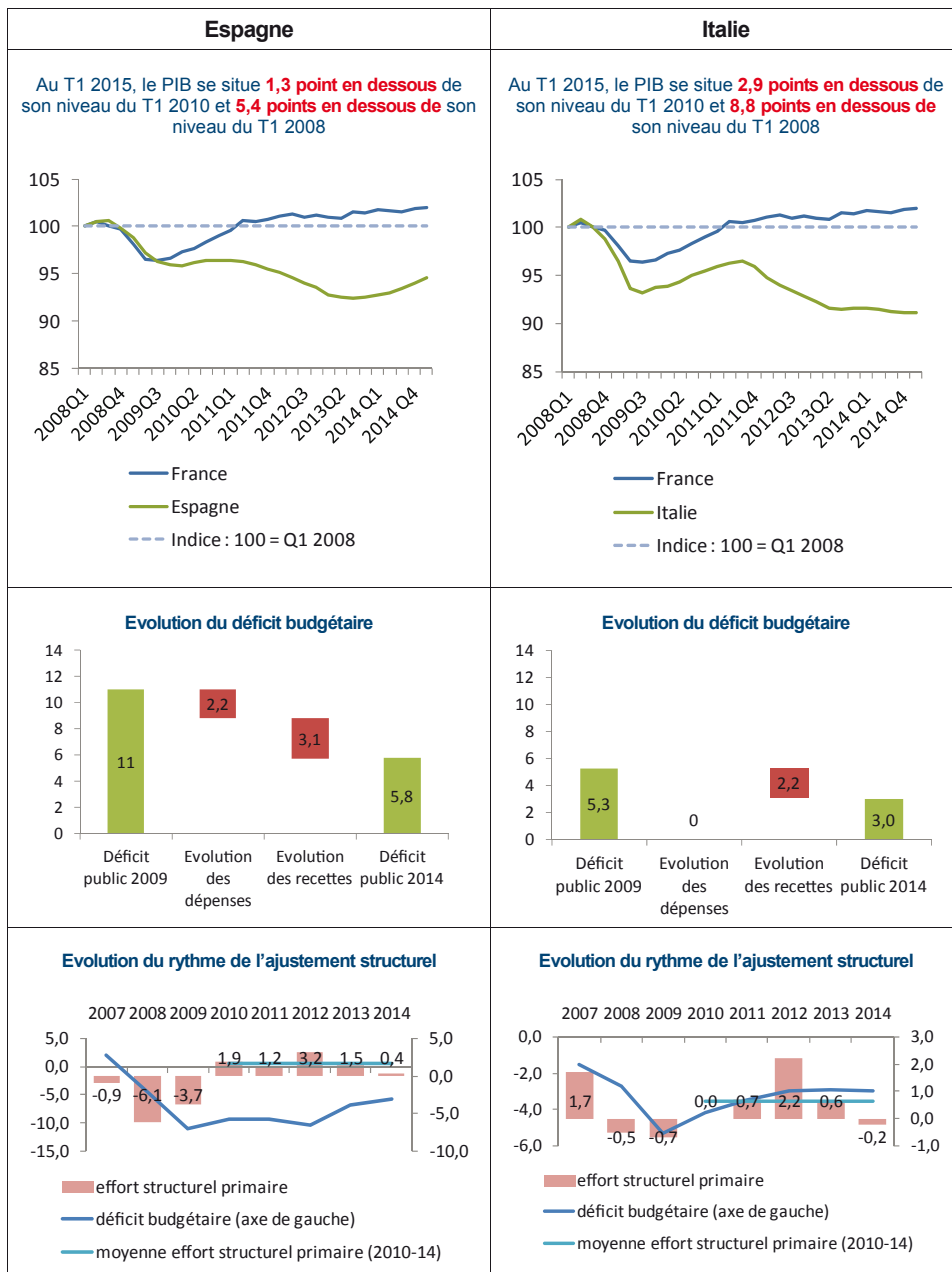 Espagne
Au T1 2015, le PIB se situe 1,3 point en dessous de
son niveau du T1 2010 et 5,4 points en dessous de son
niveau du T1 2008
105
100
95
90
85
2008Q1
2008Q4
2009Q3
2010Q2
2011Q1
2011Q4
2012Q3
2013Q2
2014 Q1
2014 Q4
France
Espagne
Indice : 100 = Q1 2008
Italie
Au T1 2015, le PIB se situe 2,9 points en dessous de
son niveau du T1 2010 et 8,8 points en dessous de
son niveau du T1 2008
105
100
95
90
85
2008Q1
2008Q4
2009Q3
2010Q2
2011Q1
2011Q4
2012Q3
2013Q2
2014 Q1
2014 Q4
France
Italie
Indice : 100 = Q1 2008
Evolution du déficit budgétaire
14
12
10
8
6
4
2
0
11
2,2
3,1
5,8
Déficit
public 2009
Evolution
des
dépenses
Evolution
des recettes
Déficit
public 2014
Evolution du déficit budgétaire
14
12
10
8
6
4
2
0
5,3
0
2,2
3,0
Déficit
public 2009
Evolution
des
dépenses
Evolution
des recettes
Déficit
public 2014
Evolution du rythme de l'ajustement structurel
2007 2008 2009 2010 2011 2012 2013 2014
5,0
0,0
-5,0
-10,0
-15,0
-0,9
-6,1
-3,7
1,9
1,2
3,2
1,5
0,4
5,0
0,0
-5,0
-10,0
effort structurel primaire
déficit budgétaire (axe de gauche)
moyenne effort structurel primaire (2010-14)
Evolution du rythme de l'ajustement structurel
2007 2008 2009 2010 2011 2012 2013 2014
0,0
-2,0
-4,0
-6,0
1,7
-0,5
-0,7
0,0
0,7
2,2
0,6
-0,2
3,0
2,0
1,0
0,0
-1,0
effort structurel primaire
déficit budgétaire (axe de gauche)
moyenne effort structurel primaire (2010-14)